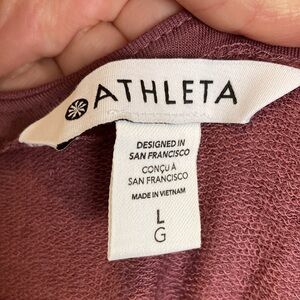 ATHLETA
DESIGNED IN
SAN FRANCISCO
CONÇU À
SAN FRANCISCO
MADE IN VIETNAM
L
G